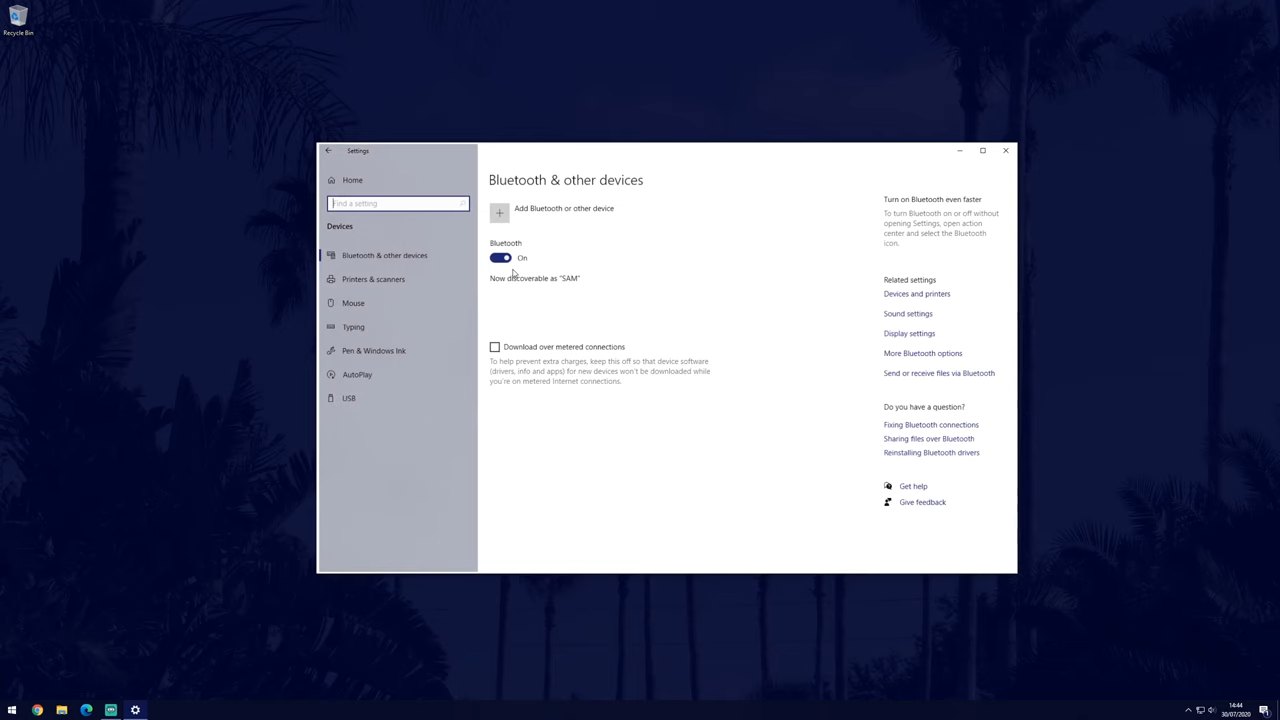 Recycle Bin
Settings
Home
Find a setting
Devices
Bluetooth & other devices
Printers & scanners
Mouse
Typing
Pen & Windows Ink
AutoPlay
USB
Bluetooth & other devices
Add Bluetooth or other device
Bluetooth
On
Now discoverable as "SAM"
Download over metered connections
To help prevent extra charges, keep this off so that device software
(drivers, info and apps) for new devices won't be downloaded while
you're on metered Internet connections.
Turn on Bluetooth even faster
To turn Bluetooth on or off without
opening Settings, open action
center and select the Bluetooth
icon.
Related settings
Devices and printers
Sound settings
Display settings
More Bluetooth options
Send or receive files via Bluetooth
Do you have a question?
Fixing Bluetooth connections
Sharing files over Bluetooth
Reinstalling Bluetooth drivers
Get help
Give feedback
14:44
30/07/2020